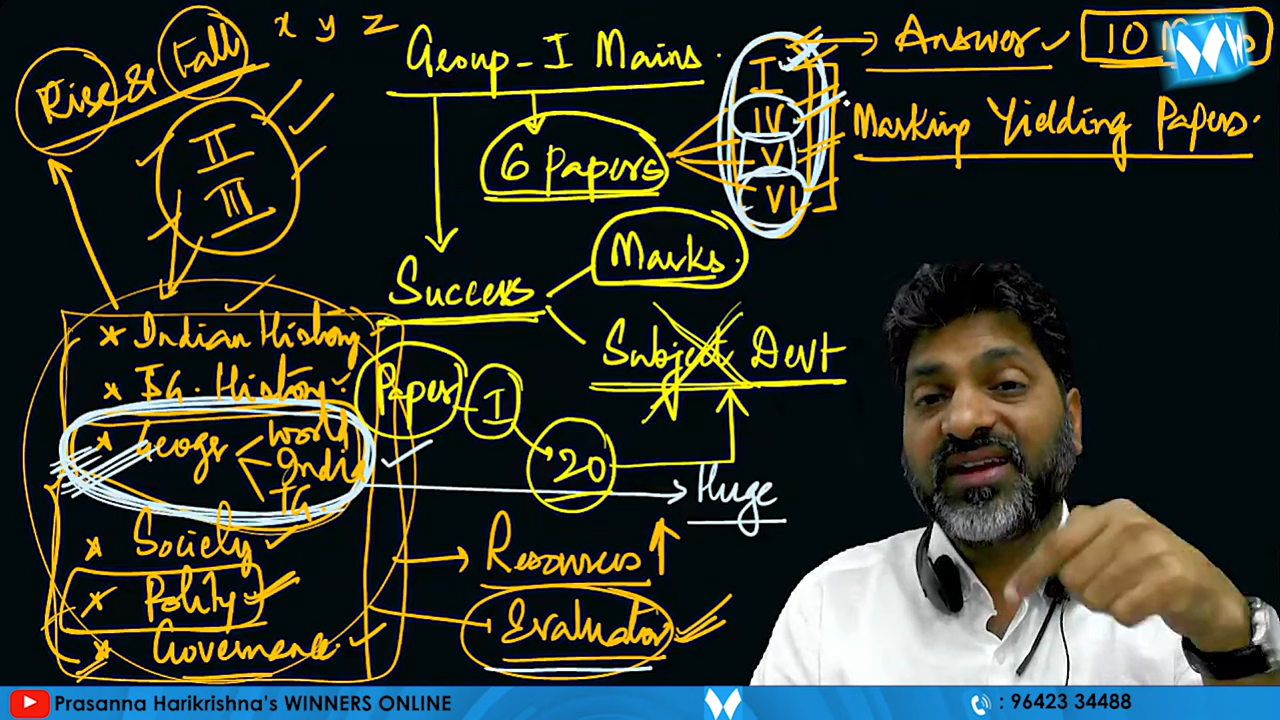 x y z
Rise & Fall
II
III
Group-I Mains.
6 Papers
I
IV
V
VI
Answer
10
Marking Yielding Papers.
Success
Marks.
Subject Devt
Paper-I
20
Huge
* Indian History
* TG. History
* Geogr
World
India
TG.
* Society
* Polity
* Governance
Resources
Evaluator
Prasanna Harikrishna's WINNERS ONLINE
: 96423 34488